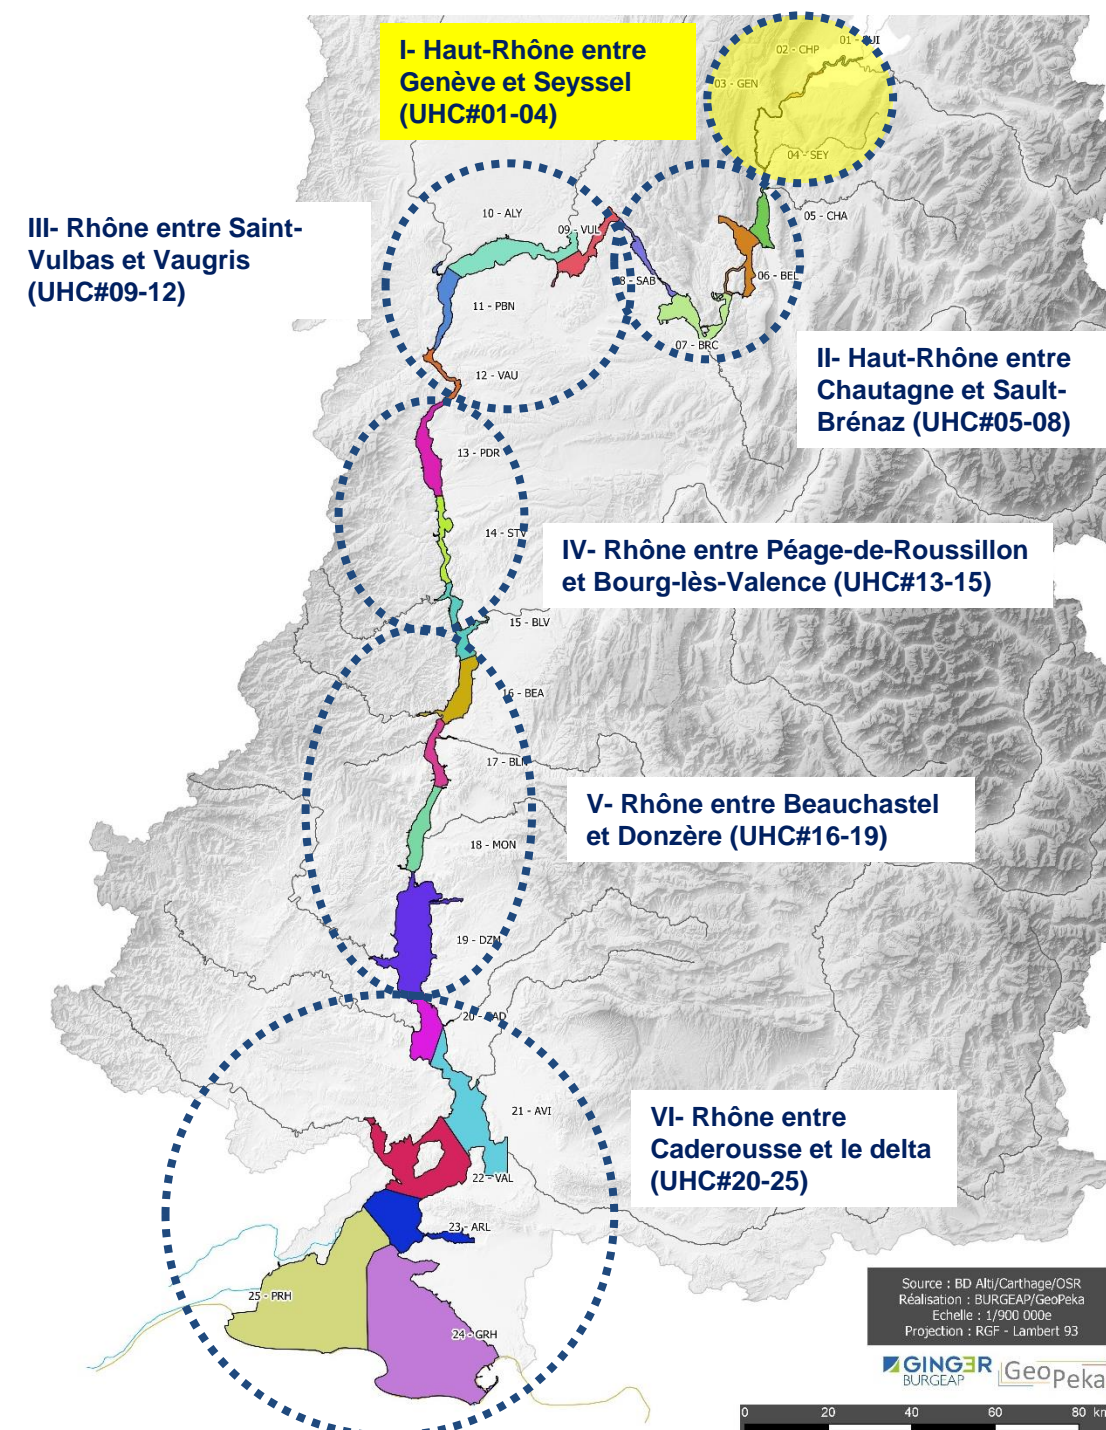 I- Haut-Rhône entre
Genève et Seyssel
(UHC#01-04)
02 - CHP
03 - GEN
04 - SEY
III- Rhône entre Saint-
Vulbas et Vaugris
(UHC#09-12)
10 - ALY
09 - VUL
05 - CHA
06 - BEL
11 - PBN
07 - BRC
12 - VAU
II- Haut-Rhône entre
Chautagne et Sault-
Brénaz (UHC#05-08)
13 - PDR
14 - STV
IV- Rhône entre Péage-de-Roussillon
et Bourg-lès-Valence (UHC#13-15)
15 - BLV
16 - BEA
17 - BLN
V- Rhône entre Beauchastel
et Donzère (UHC#16-19)
18 - MON
19 - DZM
21 - AVI
VI- Rhône entre
Caderousse et le delta
(UHC#20-25)
22 - VAL
23 - ARL
25 - PRH
24 - GRH
Source : BD Alti/Carthage/OSR
Réalisation : BURGEAP/GeoPeka
Echelle : 1/900 000e
Projection : RGF - Lambert 93
GINGER
BURGEAP
GeoPeka
0 20 40 60 80 km